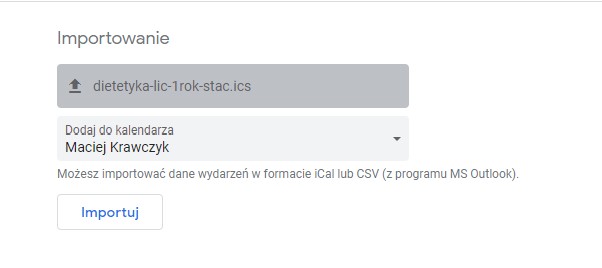 Importowanie
dietetyka-lic-1rok-stac.ics
Dodaj do kalendarza
Maciej Krawczyk
Możesz importować dane wydarzeń w formacie iCal lub CSV (z programu MS Outlook).
Importuj